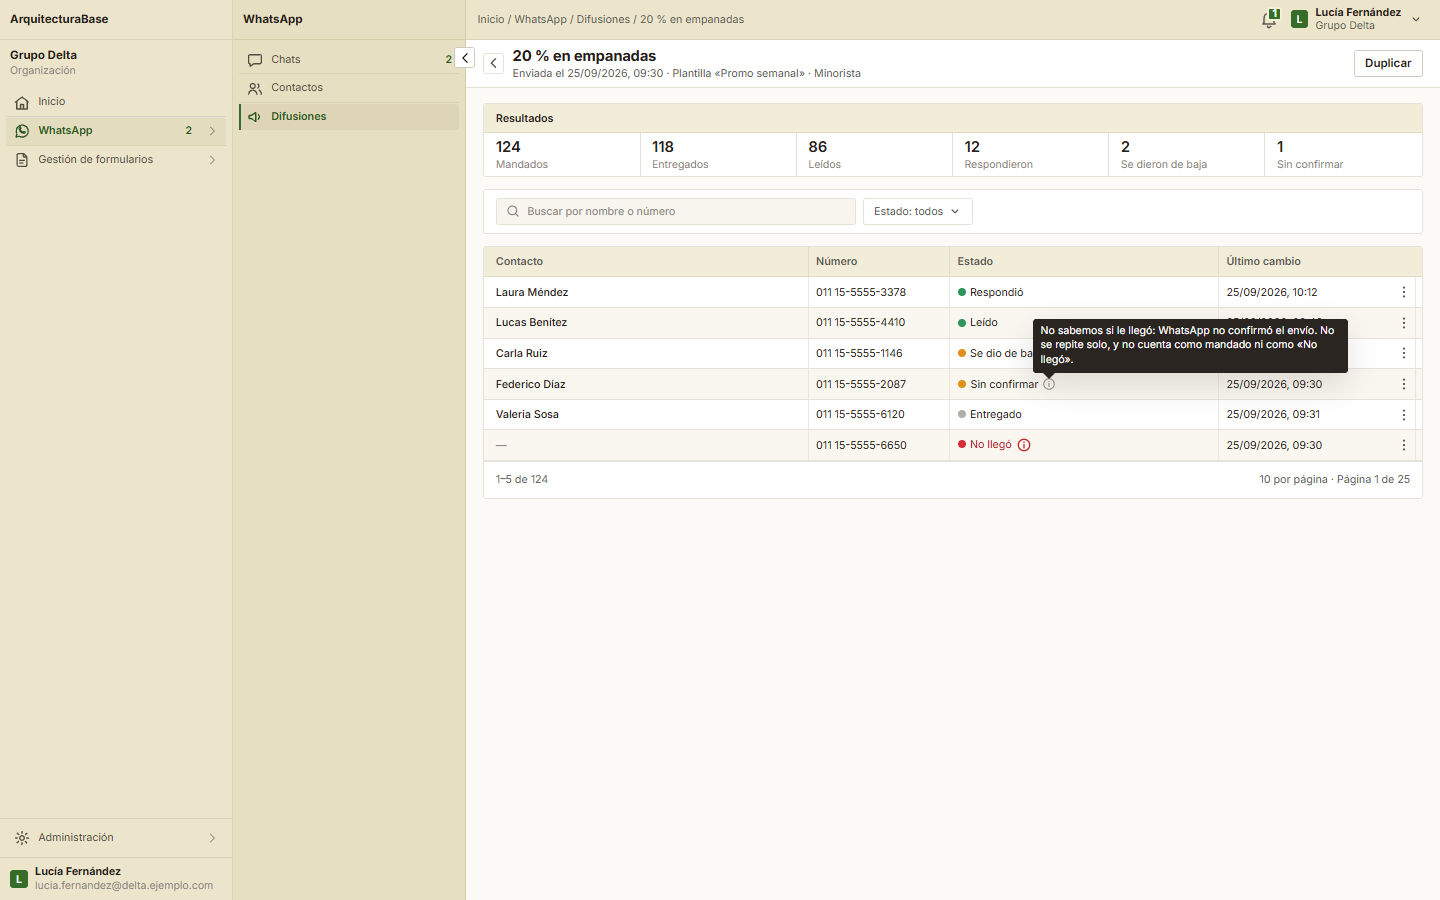 ArquitecturaBase
WhatsApp
Inicio / WhatsApp / Difusiones / 20 % en empanadas
1
L
Lucía Fernández
Grupo Delta
Grupo Delta
Organización
Inicio
WhatsApp 2
Gestión de formularios
Chats 2
Contactos
Difusiones
20 % en empanadas
Enviada el 25/09/2026, 09:30 · Plantilla «Promo semanal» · Minorista
Duplicar
Resultados
124 118 86 12 2 1
Mandados Entregados Leídos Respondieron Se dieron de baja Sin confirmar
Buscar por nombre o número
Estado: todos
Contacto Número Estado Último cambio
Laura Méndez 011 15-5555-3378 Respondió 25/09/2026, 10:12
Lucas Benítez 011 15-5555-4410 Leído
No sabemos si le llegó: WhatsApp no confirmó el envío. No
se repite solo, y no cuenta como mandado ni como «No
llegó».
Carla Ruiz 011 15-5555-1146 Se dio de ba
Federico Díaz 011 15-5555-2087 Sin confirmar 25/09/2026, 09:30
Valeria Sosa 011 15-5555-6120 Entregado 25/09/2026, 09:31
— 011 15-5555-6650 No llegó 25/09/2026, 09:30
1–5 de 124
10 por página · Página 1 de 25
Administración
L
Lucía Fernández
lucia.fernandez@delta.ejemplo.com